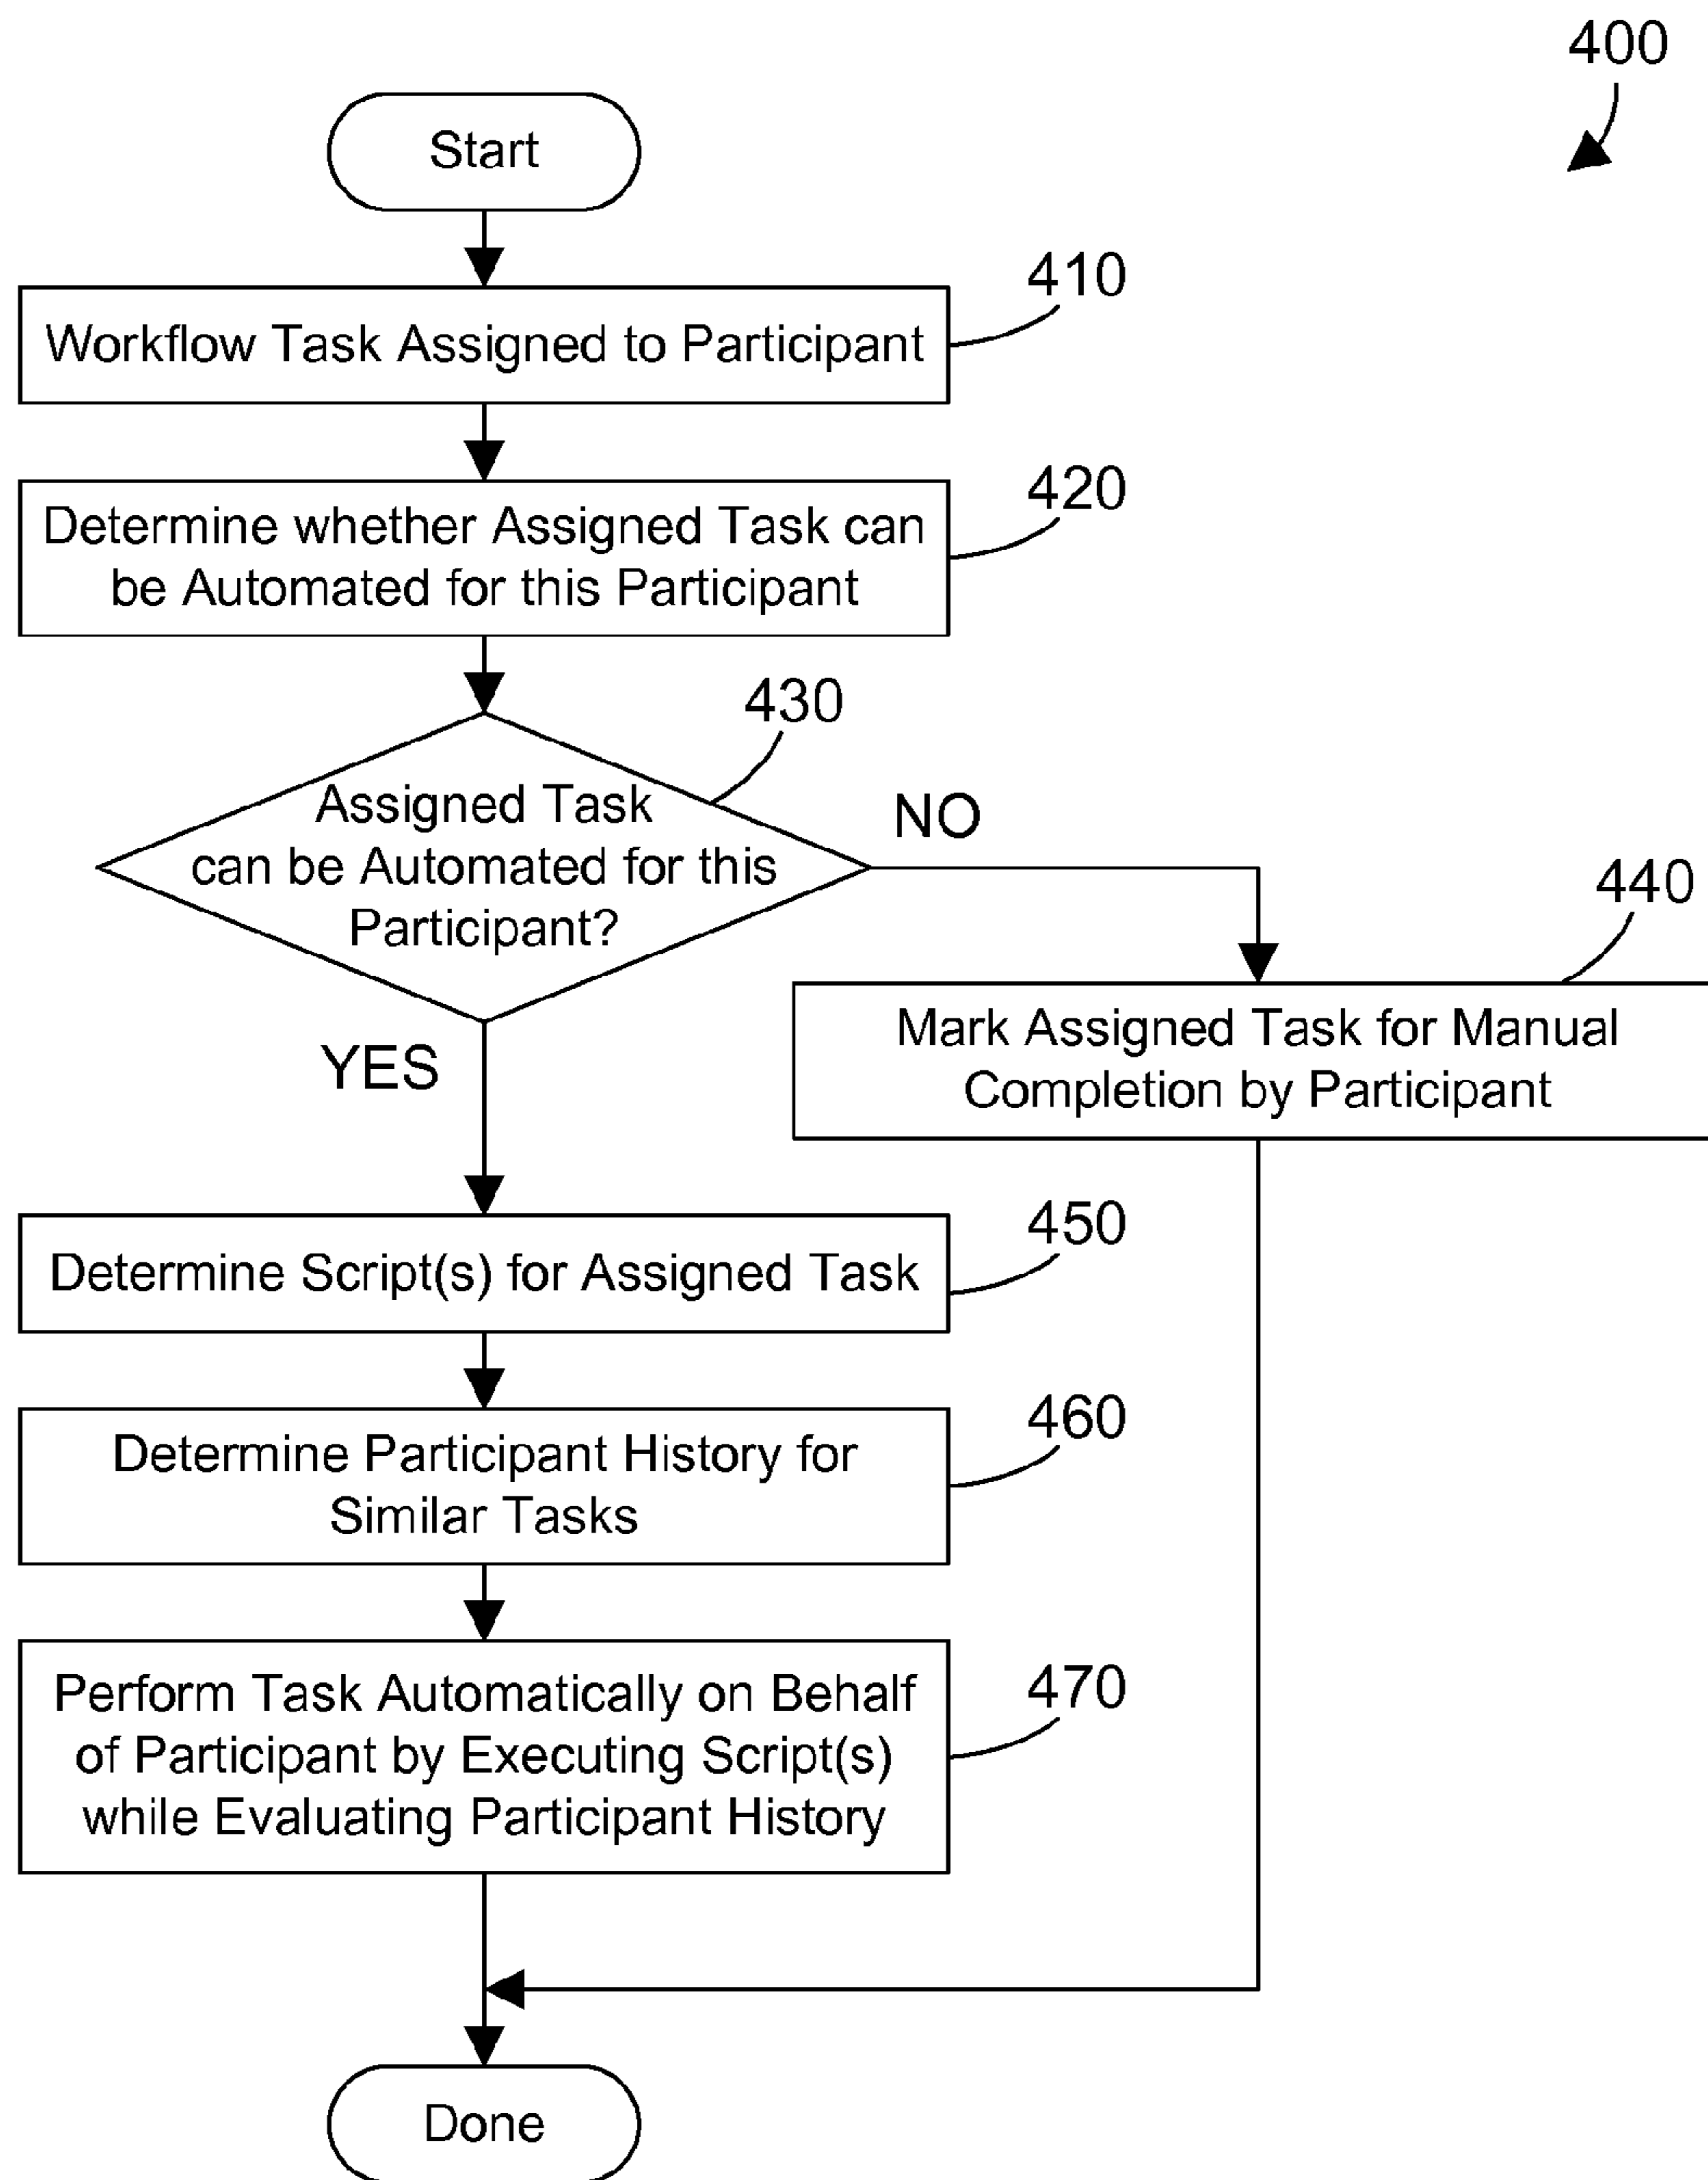 400
Start
410
Workflow Task Assigned to Participant
420
Determine whether Assigned Task can
be Automated for this Participant
430
Assigned Task
can be Automated for this
Participant?
NO
440
Mark Assigned Task for Manual
Completion by Participant
YES
450
Determine Script(s) for Assigned Task
460
Determine Participant History for
Similar Tasks
470
Perform Task Automatically on Behalf
of Participant by Executing Script(s)
while Evaluating Participant History
Done